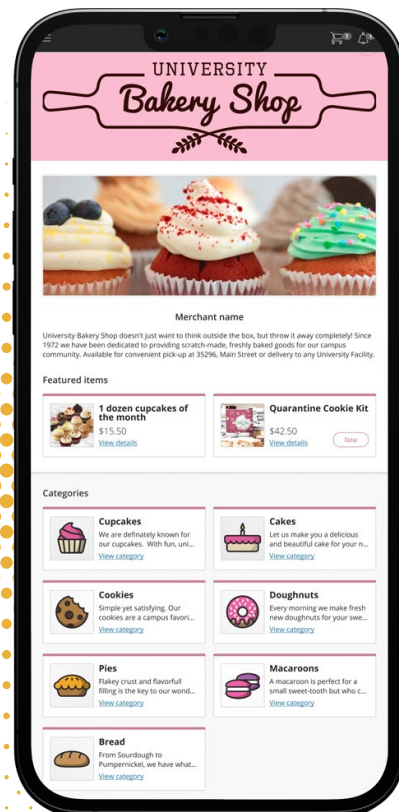 UNIVERSITY
Bakery Shop
Merchant name
University Bakery Shop doesn't just want to think outside the box, but throw it away completely! Since
1972 we have been dedicated to providing scratch-made, freshly baked goods for our campus
community. Available for convenient pick-up at 35296, Main Street or delivery to any University Facility.
Featured items
1 dozen cupcakes of
the month
$15.50
View details
Quarantine Cookie Kit
$42.50
View details
New
Categories
Cupcakes
We are definately known for
our cupcakes. With fun, uni...
View category
Cakes
Let us make you a delicious
and beautiful cake for your n...
View category
Cookies
Simple yet satisfying. Our
cookies are a campus favori...
View category
Doughnuts
Every morning we make fresh
new doughnuts for your swe...
View category
Pies
Flakey crust and flavorfull
filling is the key to our wond...
View category
Macaroons
A macaroon is perfect for a
small sweet-tooth but who c...
View category
Bread
From Sourdough to
Pumpernickel, we have what...
View category